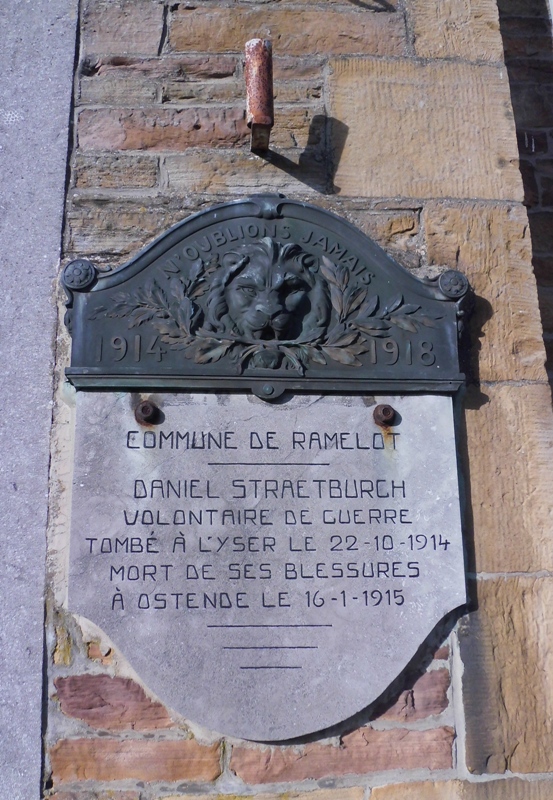 N'OUBLIONS JAMAIS
1914 1918
COMMUNE DE RAMELOT
DANIEL STRAETBURGH
VOLONTAIRE DE GUERRE
TOMBÉ À L'YSER LE 22-10-1914
MORT DE SES BLESSURES
À OSTENDE LE 16-1-1915